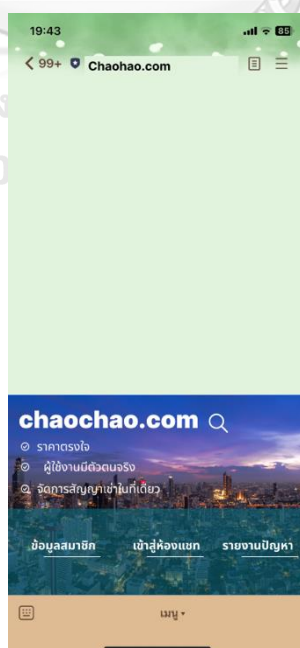 19:43
85
99+ Chaohao.com
chaochao.com
ราคาตรงใจ
ผู้ใช้งานมีตัวตนจริง
จัดการสัญญาเช่าในที่เดียว
ข้อมูลสมาชิก เข้าสู่ห้องแชท รายงานปัญหา
เมนู